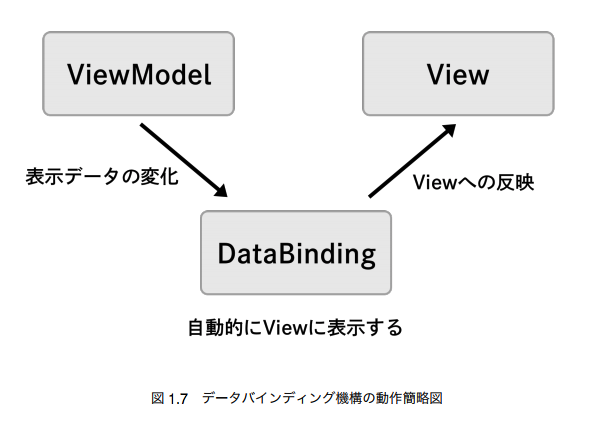 ViewModel
View
表示データの変化
Viewへの反映
DataBinding
自動的にViewに表示する
図 1.7 データバインディング機構の動作簡略図